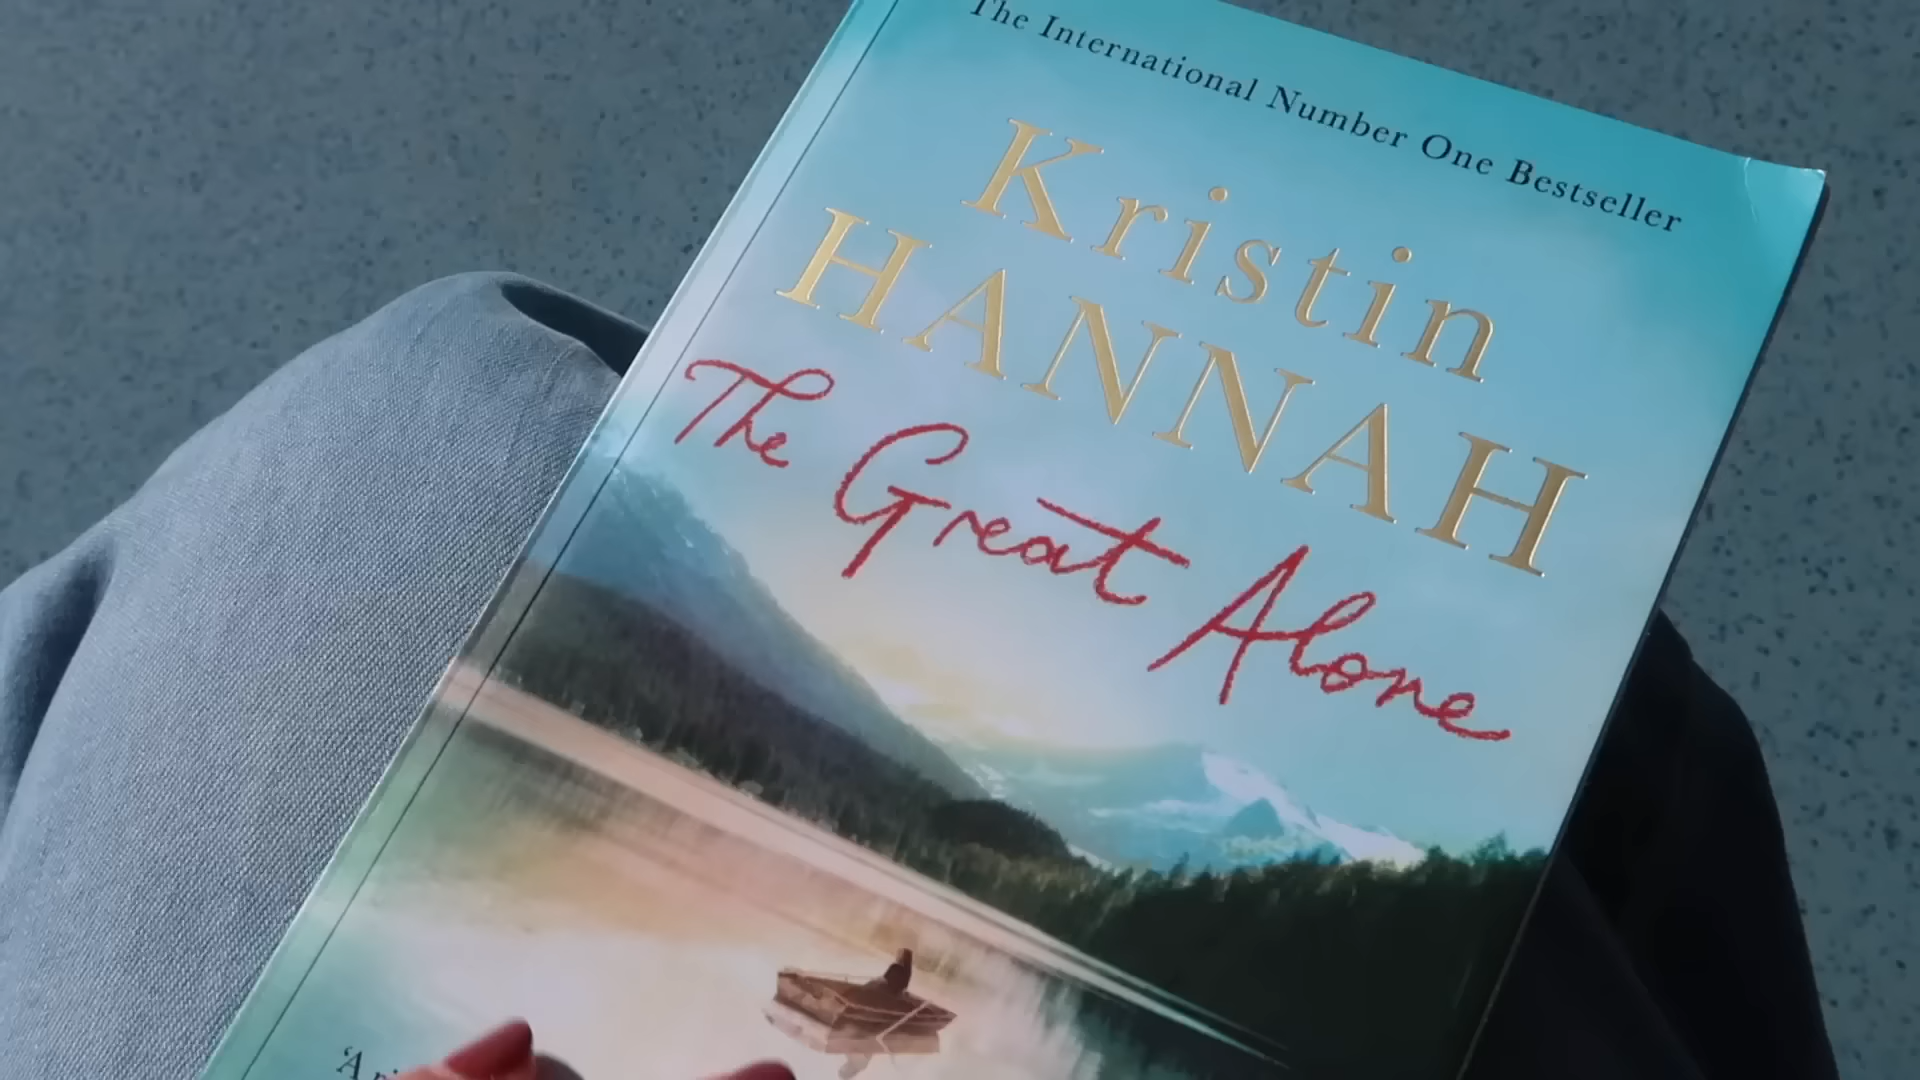 The International Number One Bestseller
Kristin
HANNAH
The Great Alone
‘A